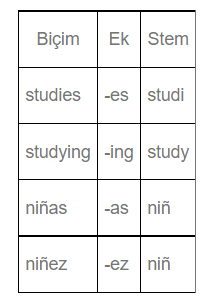 Biçim Ek Stem
studies -es studi
studying -ing study
niñas -as niñ
niñez -ez niñ